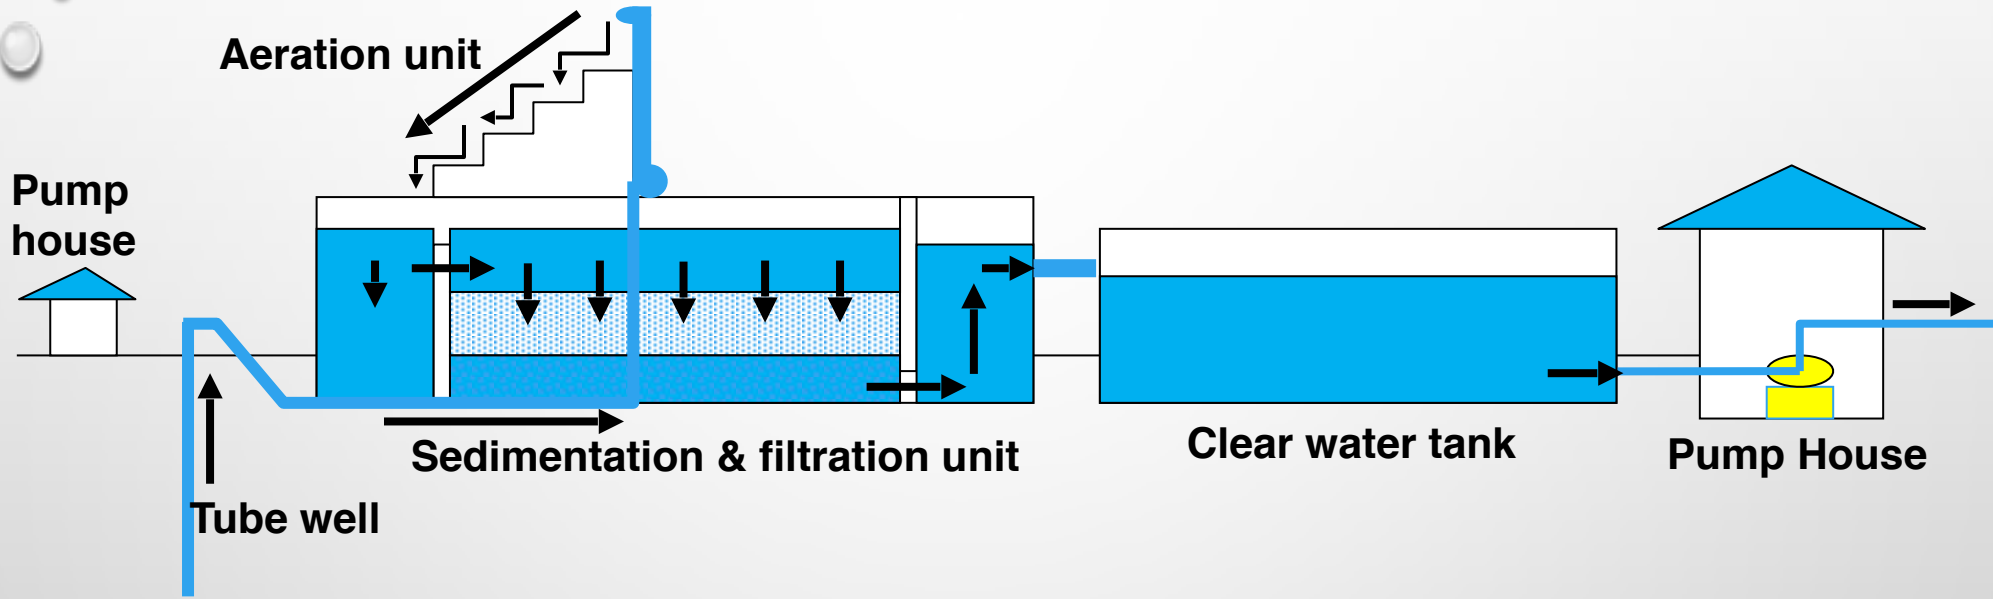 Aeration unit
Pump
house
Sedimentation & filtration unit
Clear water tank
Pump House
Tube well